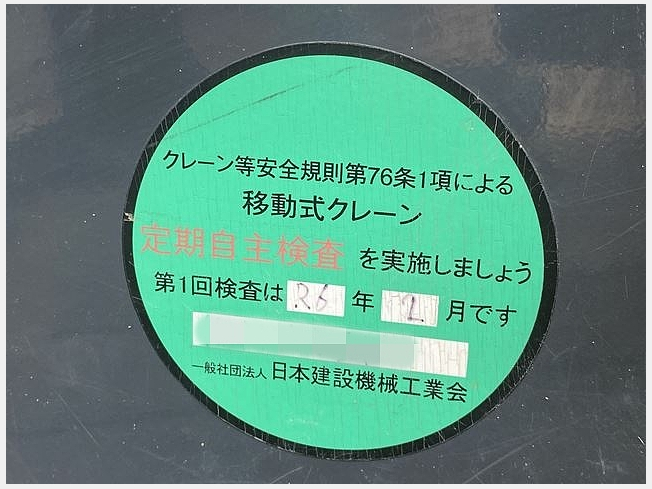 クレーン等安全規則第76条1項による
移動式クレーン
定期自主検査 を実施しましょう
第1回検査は R6 年 2 月です
一般社団法人 日本建設機械工業会